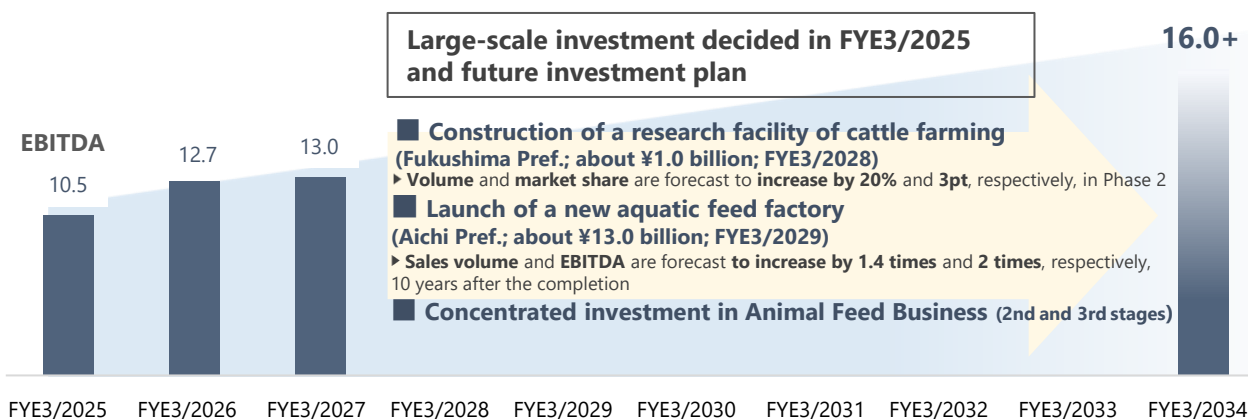 Large-scale investment decided in FYE3/2025
and future investment plan
16.0+
EBITDA
10.5
12.7
13.0
■ Construction of a research facility of cattle farming
(Fukushima Pref.; about ¥1.0 billion; FYE3/2028)
▶ Volume and market share are forecast to increase by 20% and 3pt, respectively, in Phase 2
■ Launch of a new aquatic feed factory
(Aichi Pref.; about ¥13.0 billion; FYE3/2029)
▶ Sales volume and EBITDA are forecast to increase by 1.4 times and 2 times, respectively,
10 years after the completion
■ Concentrated investment in Animal Feed Business (2nd and 3rd stages)
FYE3/2025 FYE3/2026 FYE3/2027 FYE3/2028 FYE3/2029 FYE3/2030 FYE3/2031 FYE3/2032 FYE3/2033 FYE3/2034